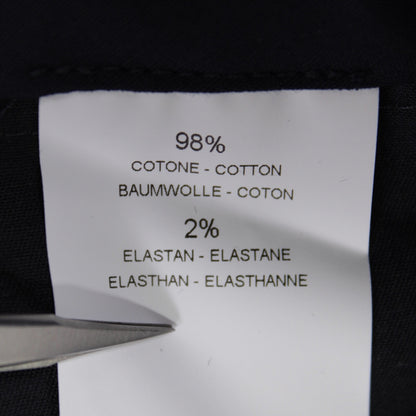 98%
COTONE - COTTON
BAUMWOLLE - COTON
2%
ELASTAN - ELASTANE
ELASTHAN - ELASTHANNE